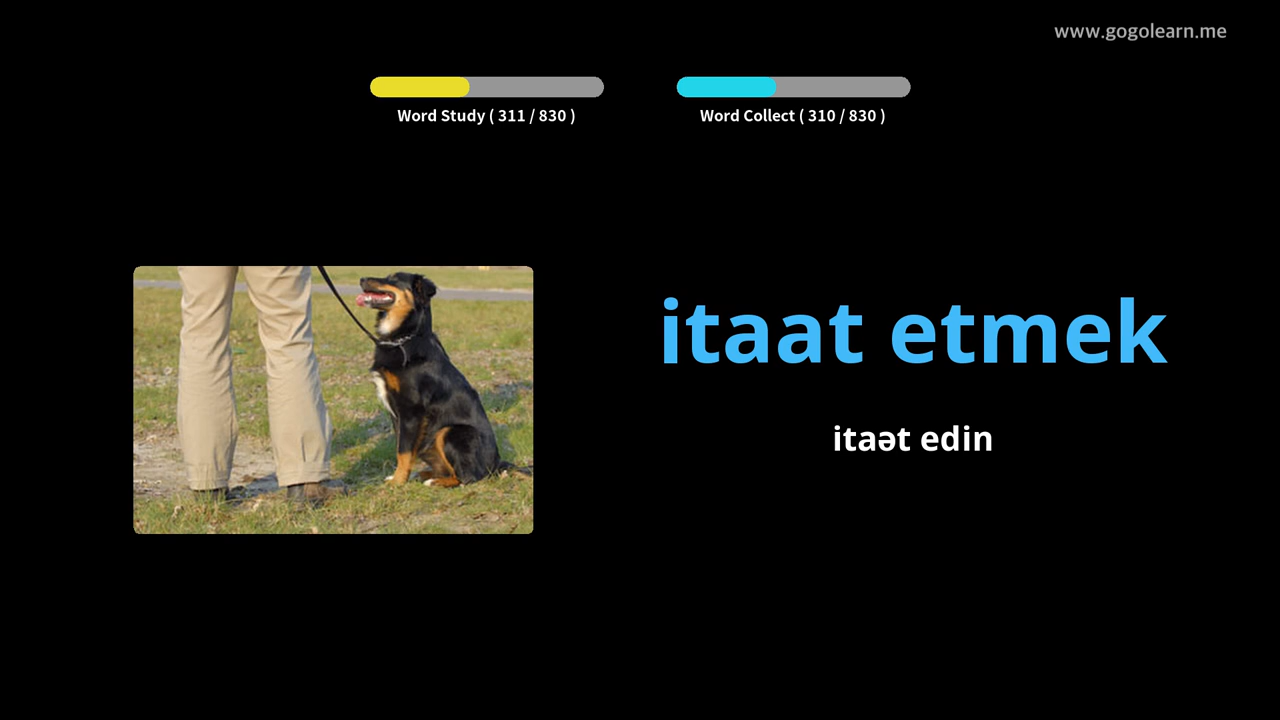 www.gogolearn.me
Word Study ( 311 / 830 )
Word Collect ( 310 / 830 )
itaat etmek
itaət edin